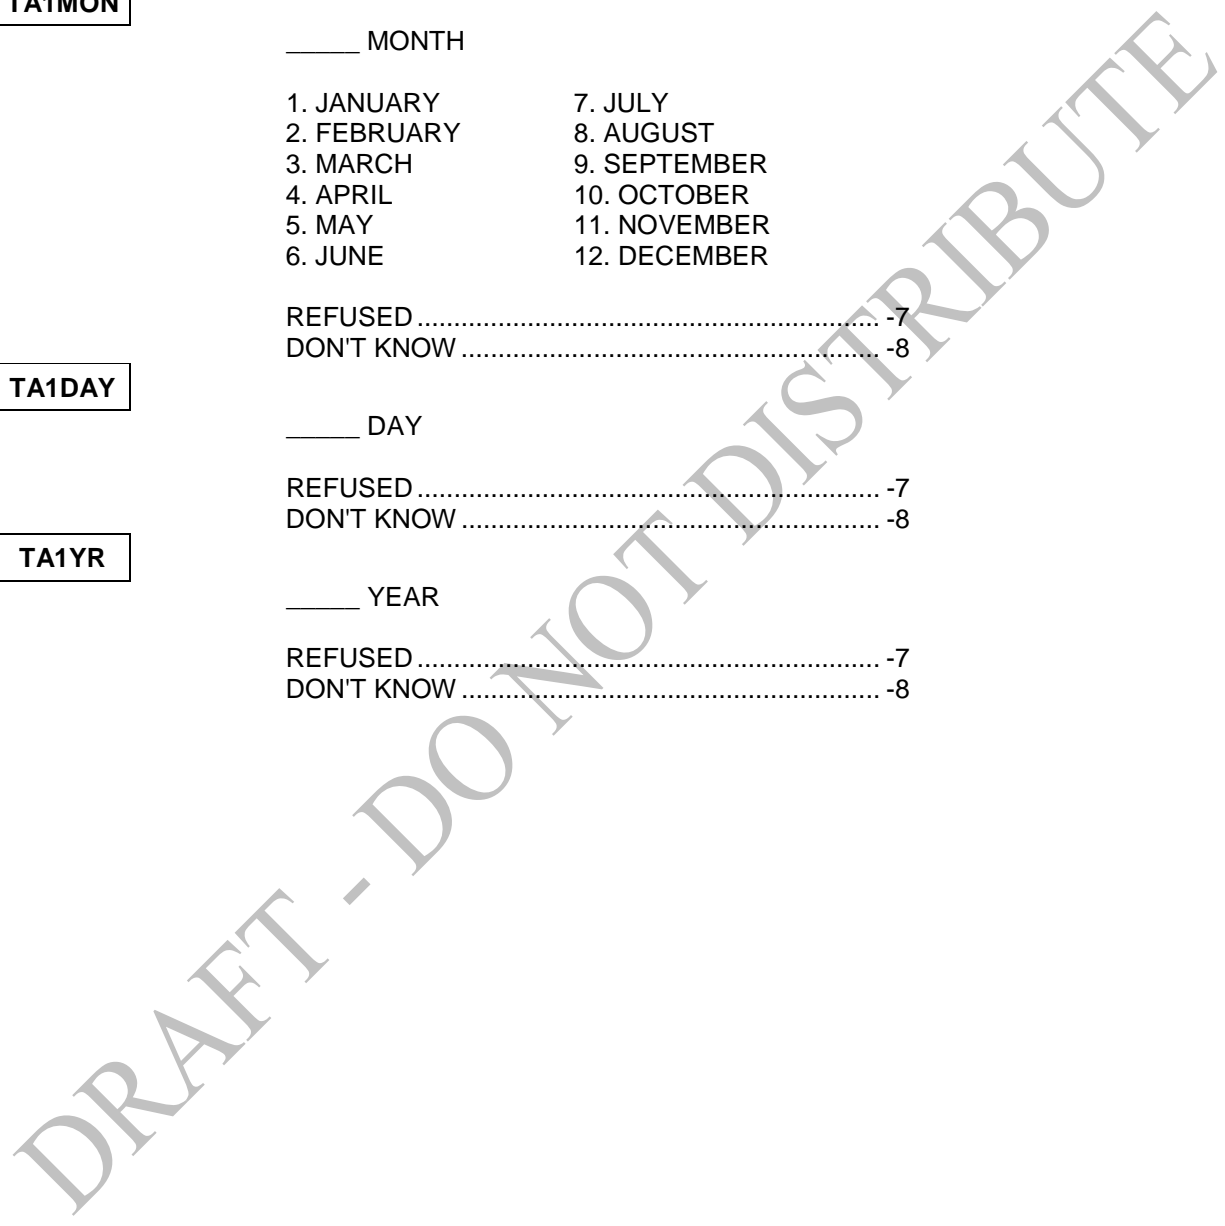 TA1MON
_____ MONTH
1. JANUARY 7. JULY
2. FEBRUARY 8. AUGUST
3. MARCH 9. SEPTEMBER
4. APRIL 10. OCTOBER
5. MAY 11. NOVEMBER
6. JUNE 12. DECEMBER
REFUSED ............................................................... -7
DON'T KNOW ......................................................... -8
TA1DAY
_____ DAY
REFUSED ............................................................... -7
DON'T KNOW ......................................................... -8
TA1YR
_____ YEAR
REFUSED ............................................................... -7
DON'T KNOW ......................................................... -8
DRAFT - DO NOT DISTRIBUTE